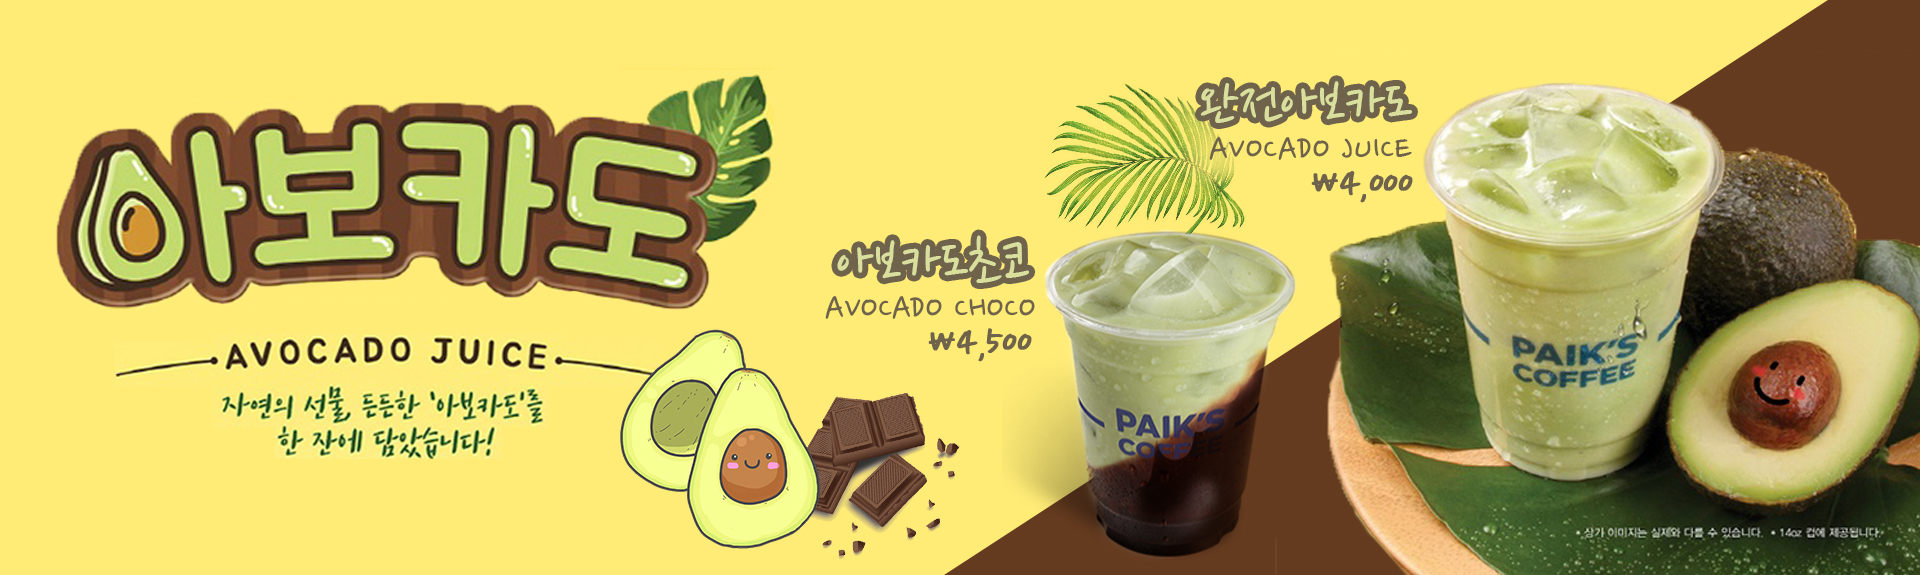 아보카도
AVOCADO JUICE
자연의 선물, 든든한 '아보카도'를
한 잔에 담았습니다!
아보카도초코
AVOCADO CHOCO
₩4,500
완전아보카도
AVOCADO JUICE
₩4,000
PAIK'S
COFFEE
PAIK'S
COFFEE
• 상기 이미지는 실제와 다를 수 있습니다. • 14oz 컵에 제공됩니다.